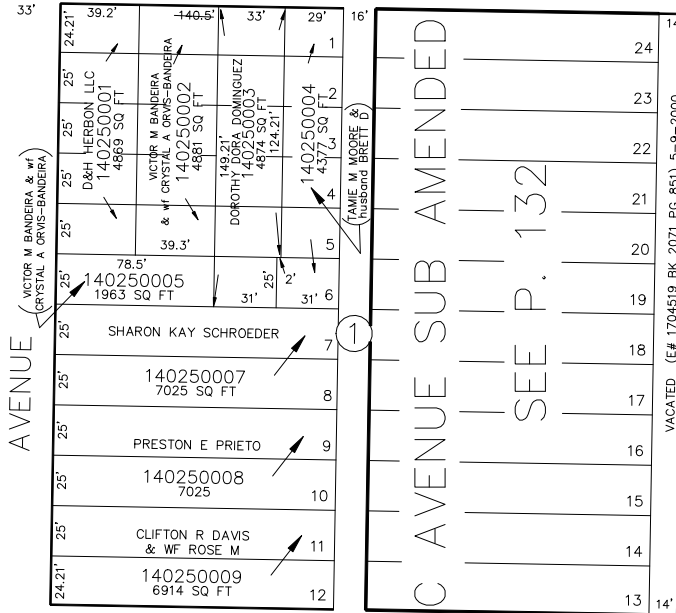 33'
39.2'
140.5'
33'
29'
16'
14'
24.21'
25'
25'
25'
25'
25'
25'
25'
25'
25'
25'
24.21'
D&H HERBON LLC
140250001
4869 SQ FT
VICTOR M BANDEIRA
& wf CRYSTAL A ORVIS-BANDEIRA
140250002
4881 SQ FT
39.3'
149.21'
DOROTHY DORA DOMINGUEZ
140250003
4874 SQ FT
124.21'
140250004
4377 SQ FT
TAMIE M MOORE &
husband BRETT D
1
2
3
4
5
6
7
8
9
10
11
12
VICTOR M BANDEIRA & wf
CRYSTAL A ORVIS-BANDEIRA
AVENUE
78.5'
140250005
1963 SQ FT
25'
2'
31'
31'
SHARON KAY SCHROEDER
140250007
7025 SQ FT
PRESTON E PRIETO
140250008
7025
CLIFTON R DAVIS
& WF ROSE M
140250009
6914 SQ FT
1
C AVENUE SUB AMENDED
SEE P. 132
24
23
22
21
20
19
18
17
16
15
14
13
14'
VACATED (E# 1704519 BK 2071 PG 851) 5-9-2000